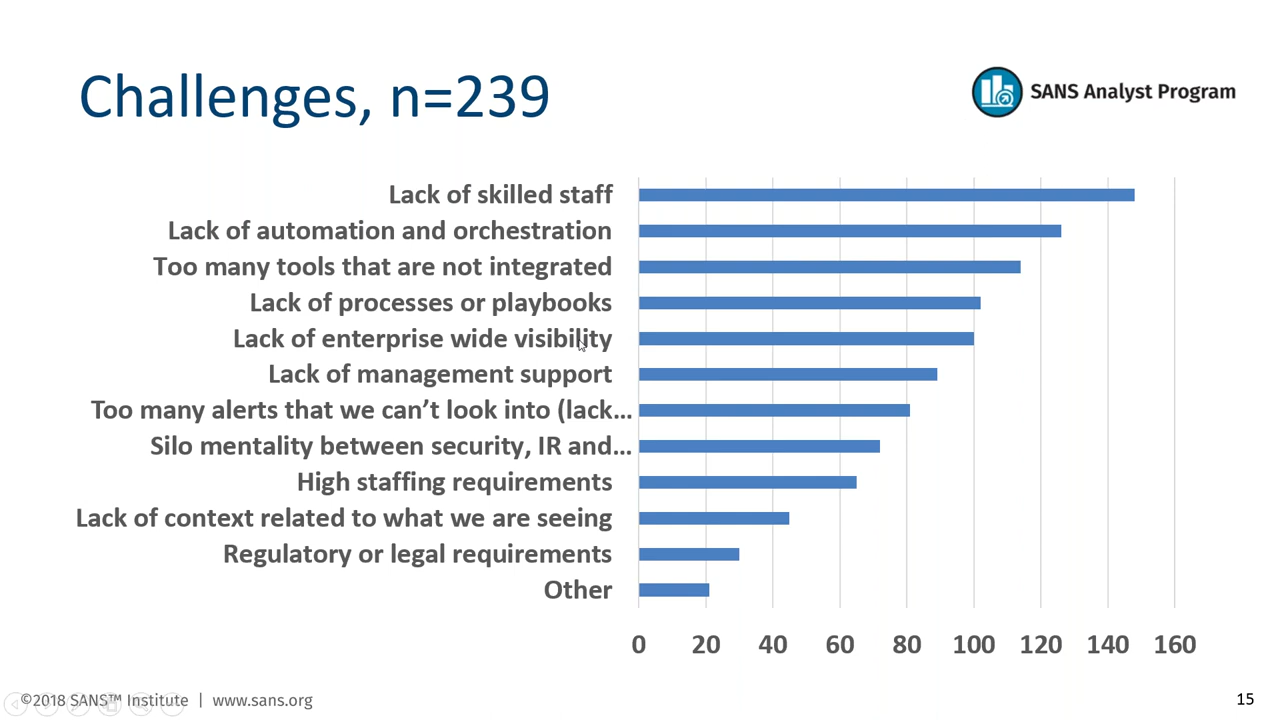 Challenges, n=239
SANS Analyst Program
Lack of skilled staff
Lack of automation and orchestration
Too many tools that are not integrated
Lack of processes or playbooks
Lack of enterprise wide visibility
Lack of management support
Too many alerts that we can’t look into (lack...
Silo mentality between security, IR and...
High staffing requirements
Lack of context related to what we are seeing
Regulatory or legal requirements
Other
0 20 40 60 80 100 120 140 160
©2018 SANS™ Institute | www.sans.org
15